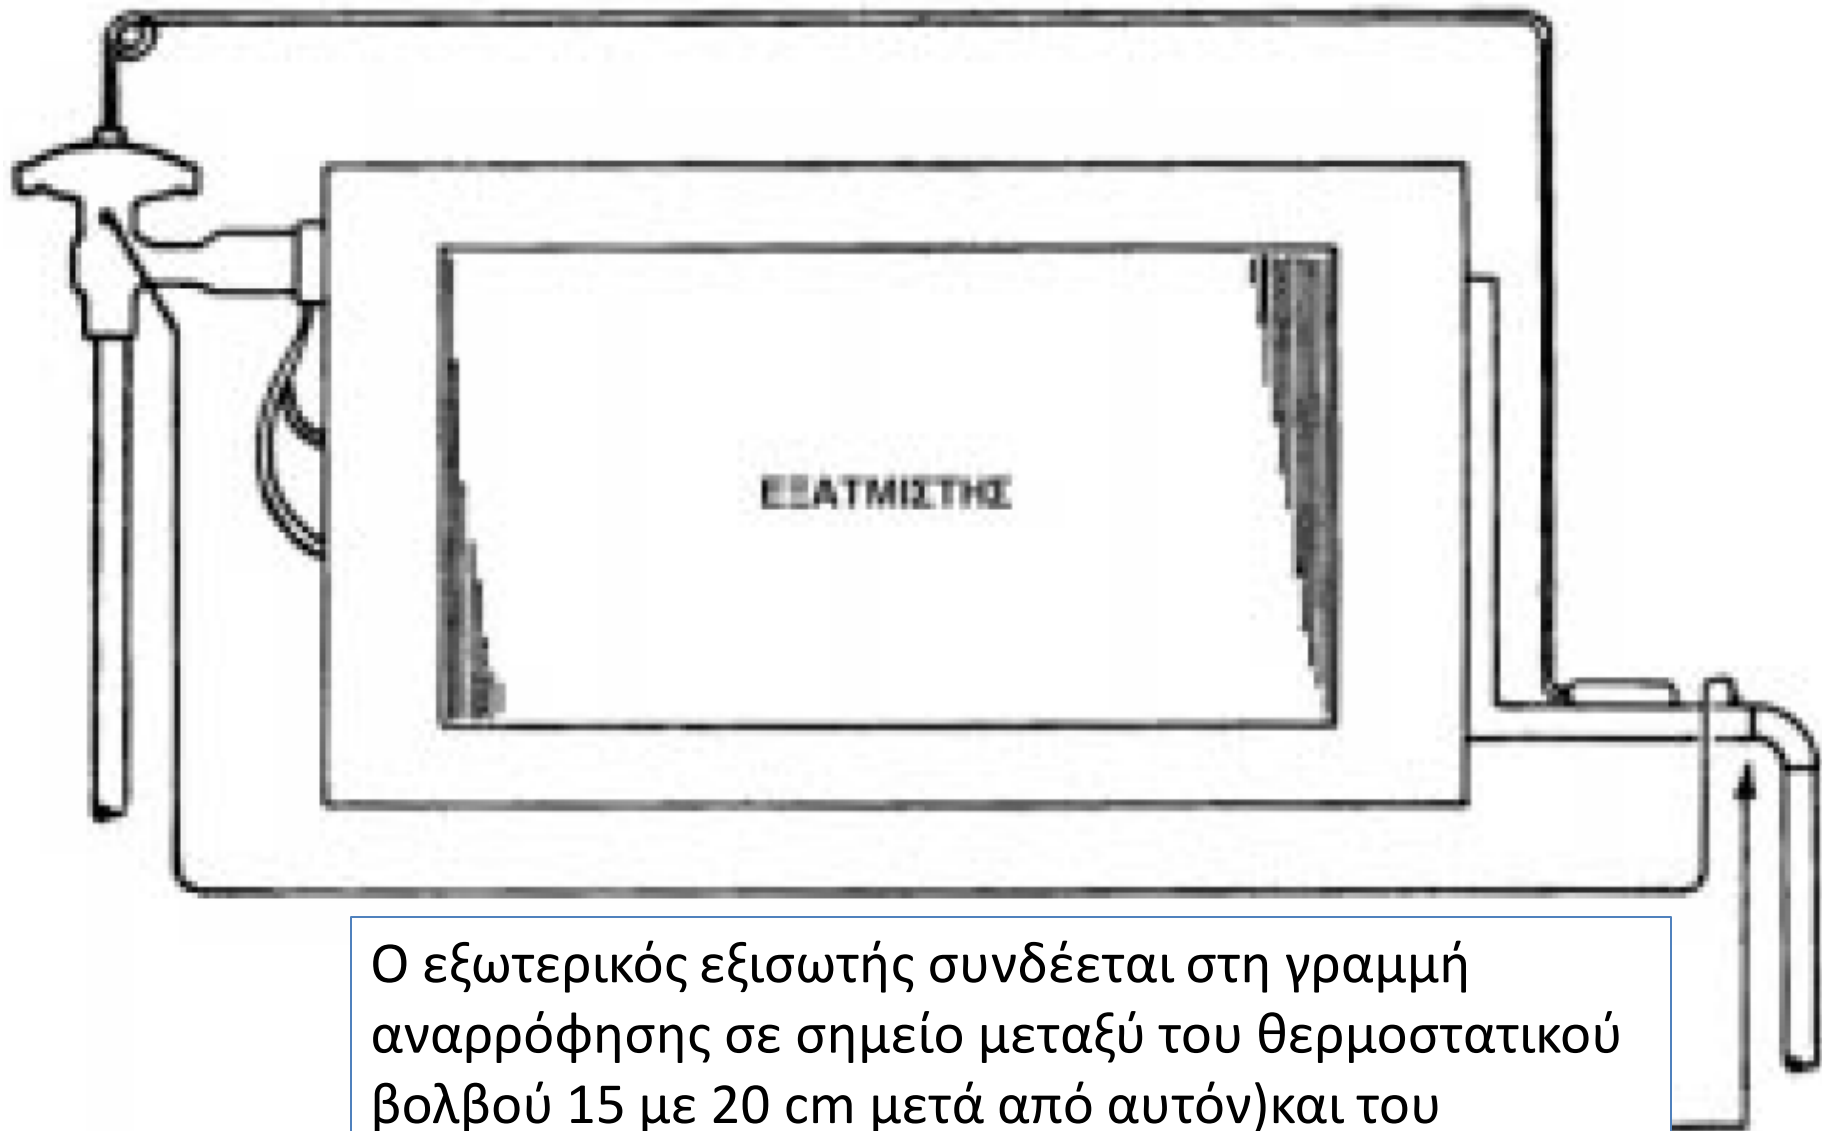 ΕΞΑΤΜΙΣΤΗΣ
Ο εξωτερικός εξισωτής συνδέεται στη γραμμή
αναρρόφησης σε σημείο μεταξύ του θερμοστατικού
βολβού 15 με 20 cm μετά από αυτόν)και του